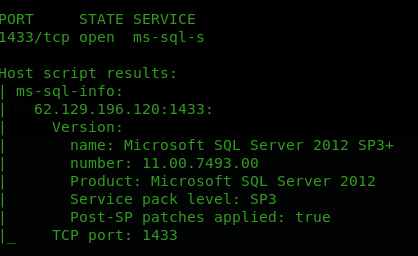 PORT     STATE SERVICE
1433/tcp open  ms-sql-s

Host script results:
| ms-sql-info:
|   62.129.196.120:1433:
|     Version:
|       name: Microsoft SQL Server 2012 SP3+
|       number: 11.00.7493.00
|       Product: Microsoft SQL Server 2012
|       Service pack level: SP3
|       Post-SP patches applied: true
|_    TCP port: 1433